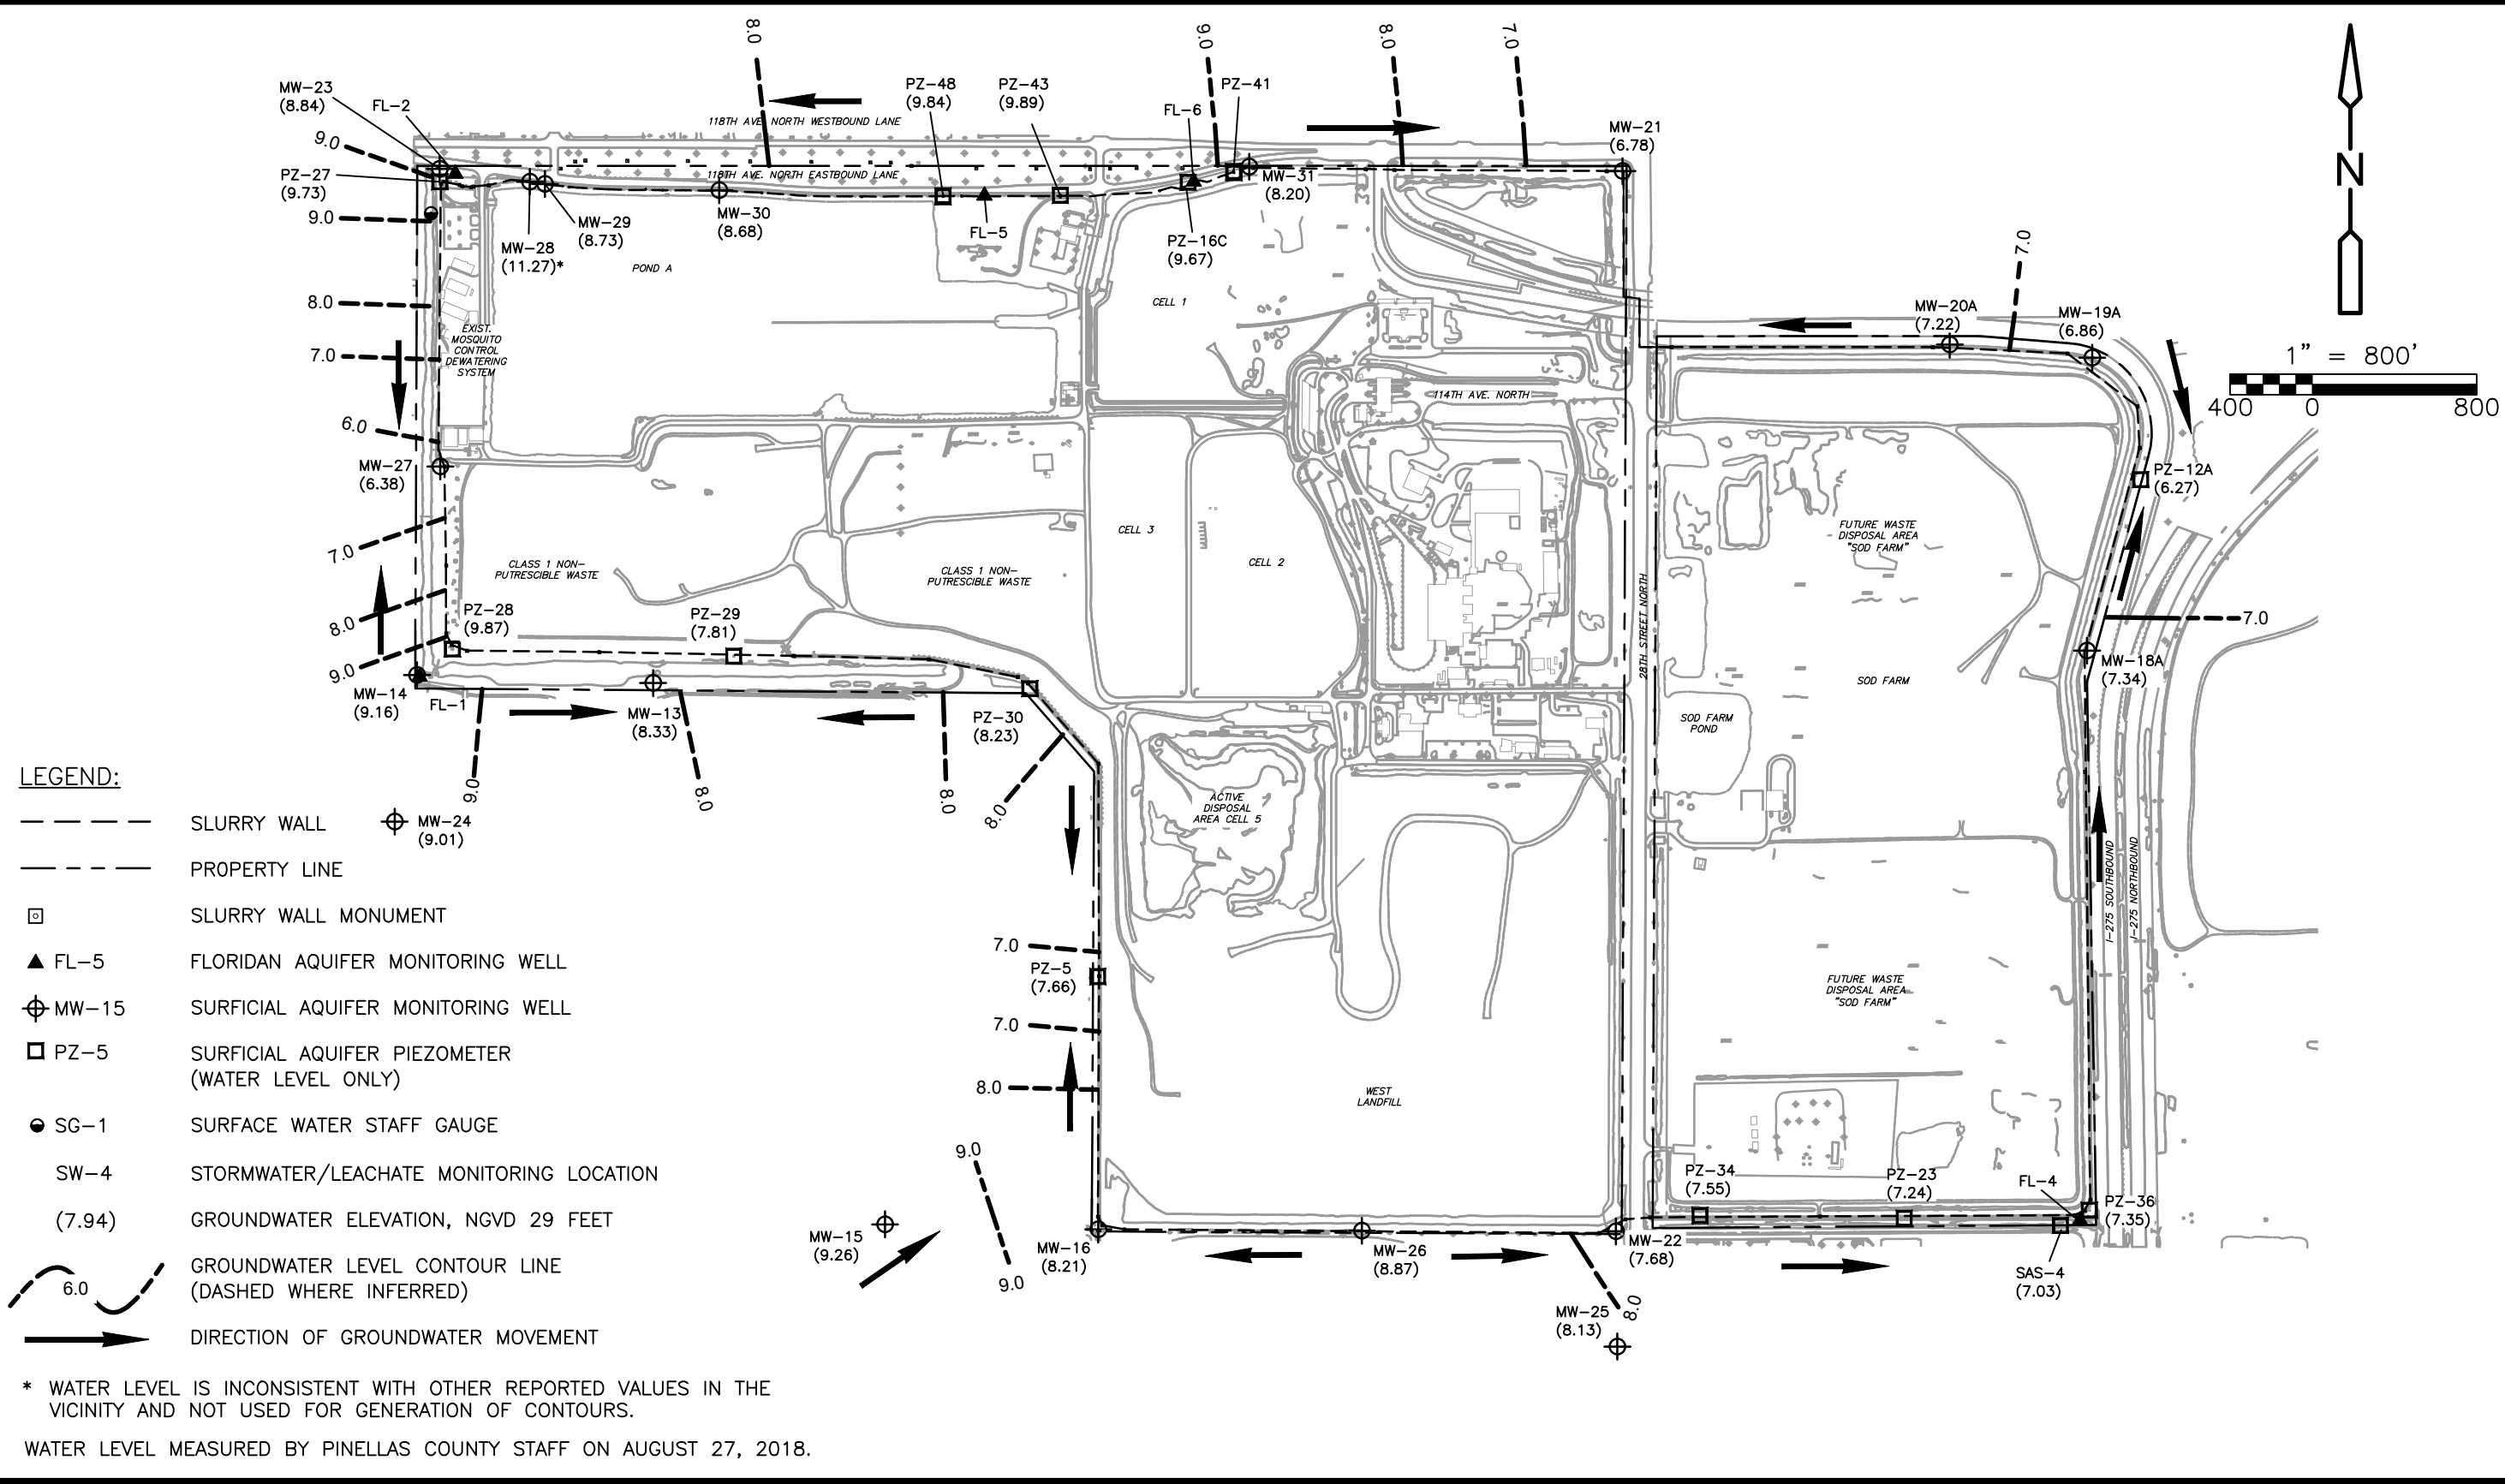 8.0
9.0
8.0
7.0
MW-23
(8.84)
FL-2
PZ-48
(9.84)
PZ-43
(9.89)
PZ-41
FL-6
118TH AVE. NORTH WESTBOUND LANE
MW-21
(6.78)
9.0
PZ-27
(9.73)
118TH AVE. NORTH EASTBOUND LANE
MW-31
(8.20)
N
9.0
MW-30
(8.68)
MW-29
(8.73)
FL-5
MW-28
(11.27)*
PZ-16C
(9.67)
7.0
POND A
8.0
CELL 1
MW-20A
(7.22)
MW-19A
(6.86)
EXIST.
MOSQUITO
CONTROL
DEWATERING
SYSTEM
7.0
1" = 800'
400 0 800
114TH AVE. NORTH
6.0
MW-27
(6.38)
PZ-12A
(6.27)
CELL 3
FUTURE WASTE
DISPOSAL AREA
"SOD FARM"
7.0
CLASS 1 NON-
PUTRESCIBLE WASTE
CLASS 1 NON-
PUTRESCIBLE WASTE
CELL 2
28TH STREET NORTH
PZ-28
(9.87)
PZ-29
(7.81)
8.0
7.0
9.0
MW-18A
(7.34)
SOD FARM
MW-14
(9.16)
FL-1
MW-13
(8.33)
PZ-30
(8.23)
SOD FARM
POND
9.0
8.0
8.0
8.0
ACTIVE
DISPOSAL
AREA CELL 5
I-275 SOUTHBOUND
I-275 NORTHBOUND
LEGEND:
SLURRY WALL
MW-24
(9.01)
PROPERTY LINE
SLURRY WALL MONUMENT
FL-5 FLORIDAN AQUIFER MONITORING WELL
MW-15 SURFICIAL AQUIFER MONITORING WELL
PZ-5 SURFICIAL AQUIFER PIEZOMETER
(WATER LEVEL ONLY)
SG-1 SURFACE WATER STAFF GAUGE
SW-4 STORMWATER/LEACHATE MONITORING LOCATION
(7.94) GROUNDWATER ELEVATION, NGVD 29 FEET
6.0 GROUNDWATER LEVEL CONTOUR LINE
(DASHED WHERE INFERRED)
DIRECTION OF GROUNDWATER MOVEMENT
7.0
PZ-5
(7.66)
7.0
8.0
FUTURE WASTE
DISPOSAL AREA
"SOD FARM"
WEST
LANDFILL
9.0
9.0
MW-15
(9.26)
MW-16
(8.21)
MW-26
(8.87)
MW-22
(7.68)
MW-25
(8.13)
8.0
PZ-34
(7.55)
PZ-23
(7.24)
FL-4
PZ-36
(7.35)
SAS-4
(7.03)
* WATER LEVEL IS INCONSISTENT WITH OTHER REPORTED VALUES IN THE
VICINITY AND NOT USED FOR GENERATION OF CONTOURS.
WATER LEVEL MEASURED BY PINELLAS COUNTY STAFF ON AUGUST 27, 2018.